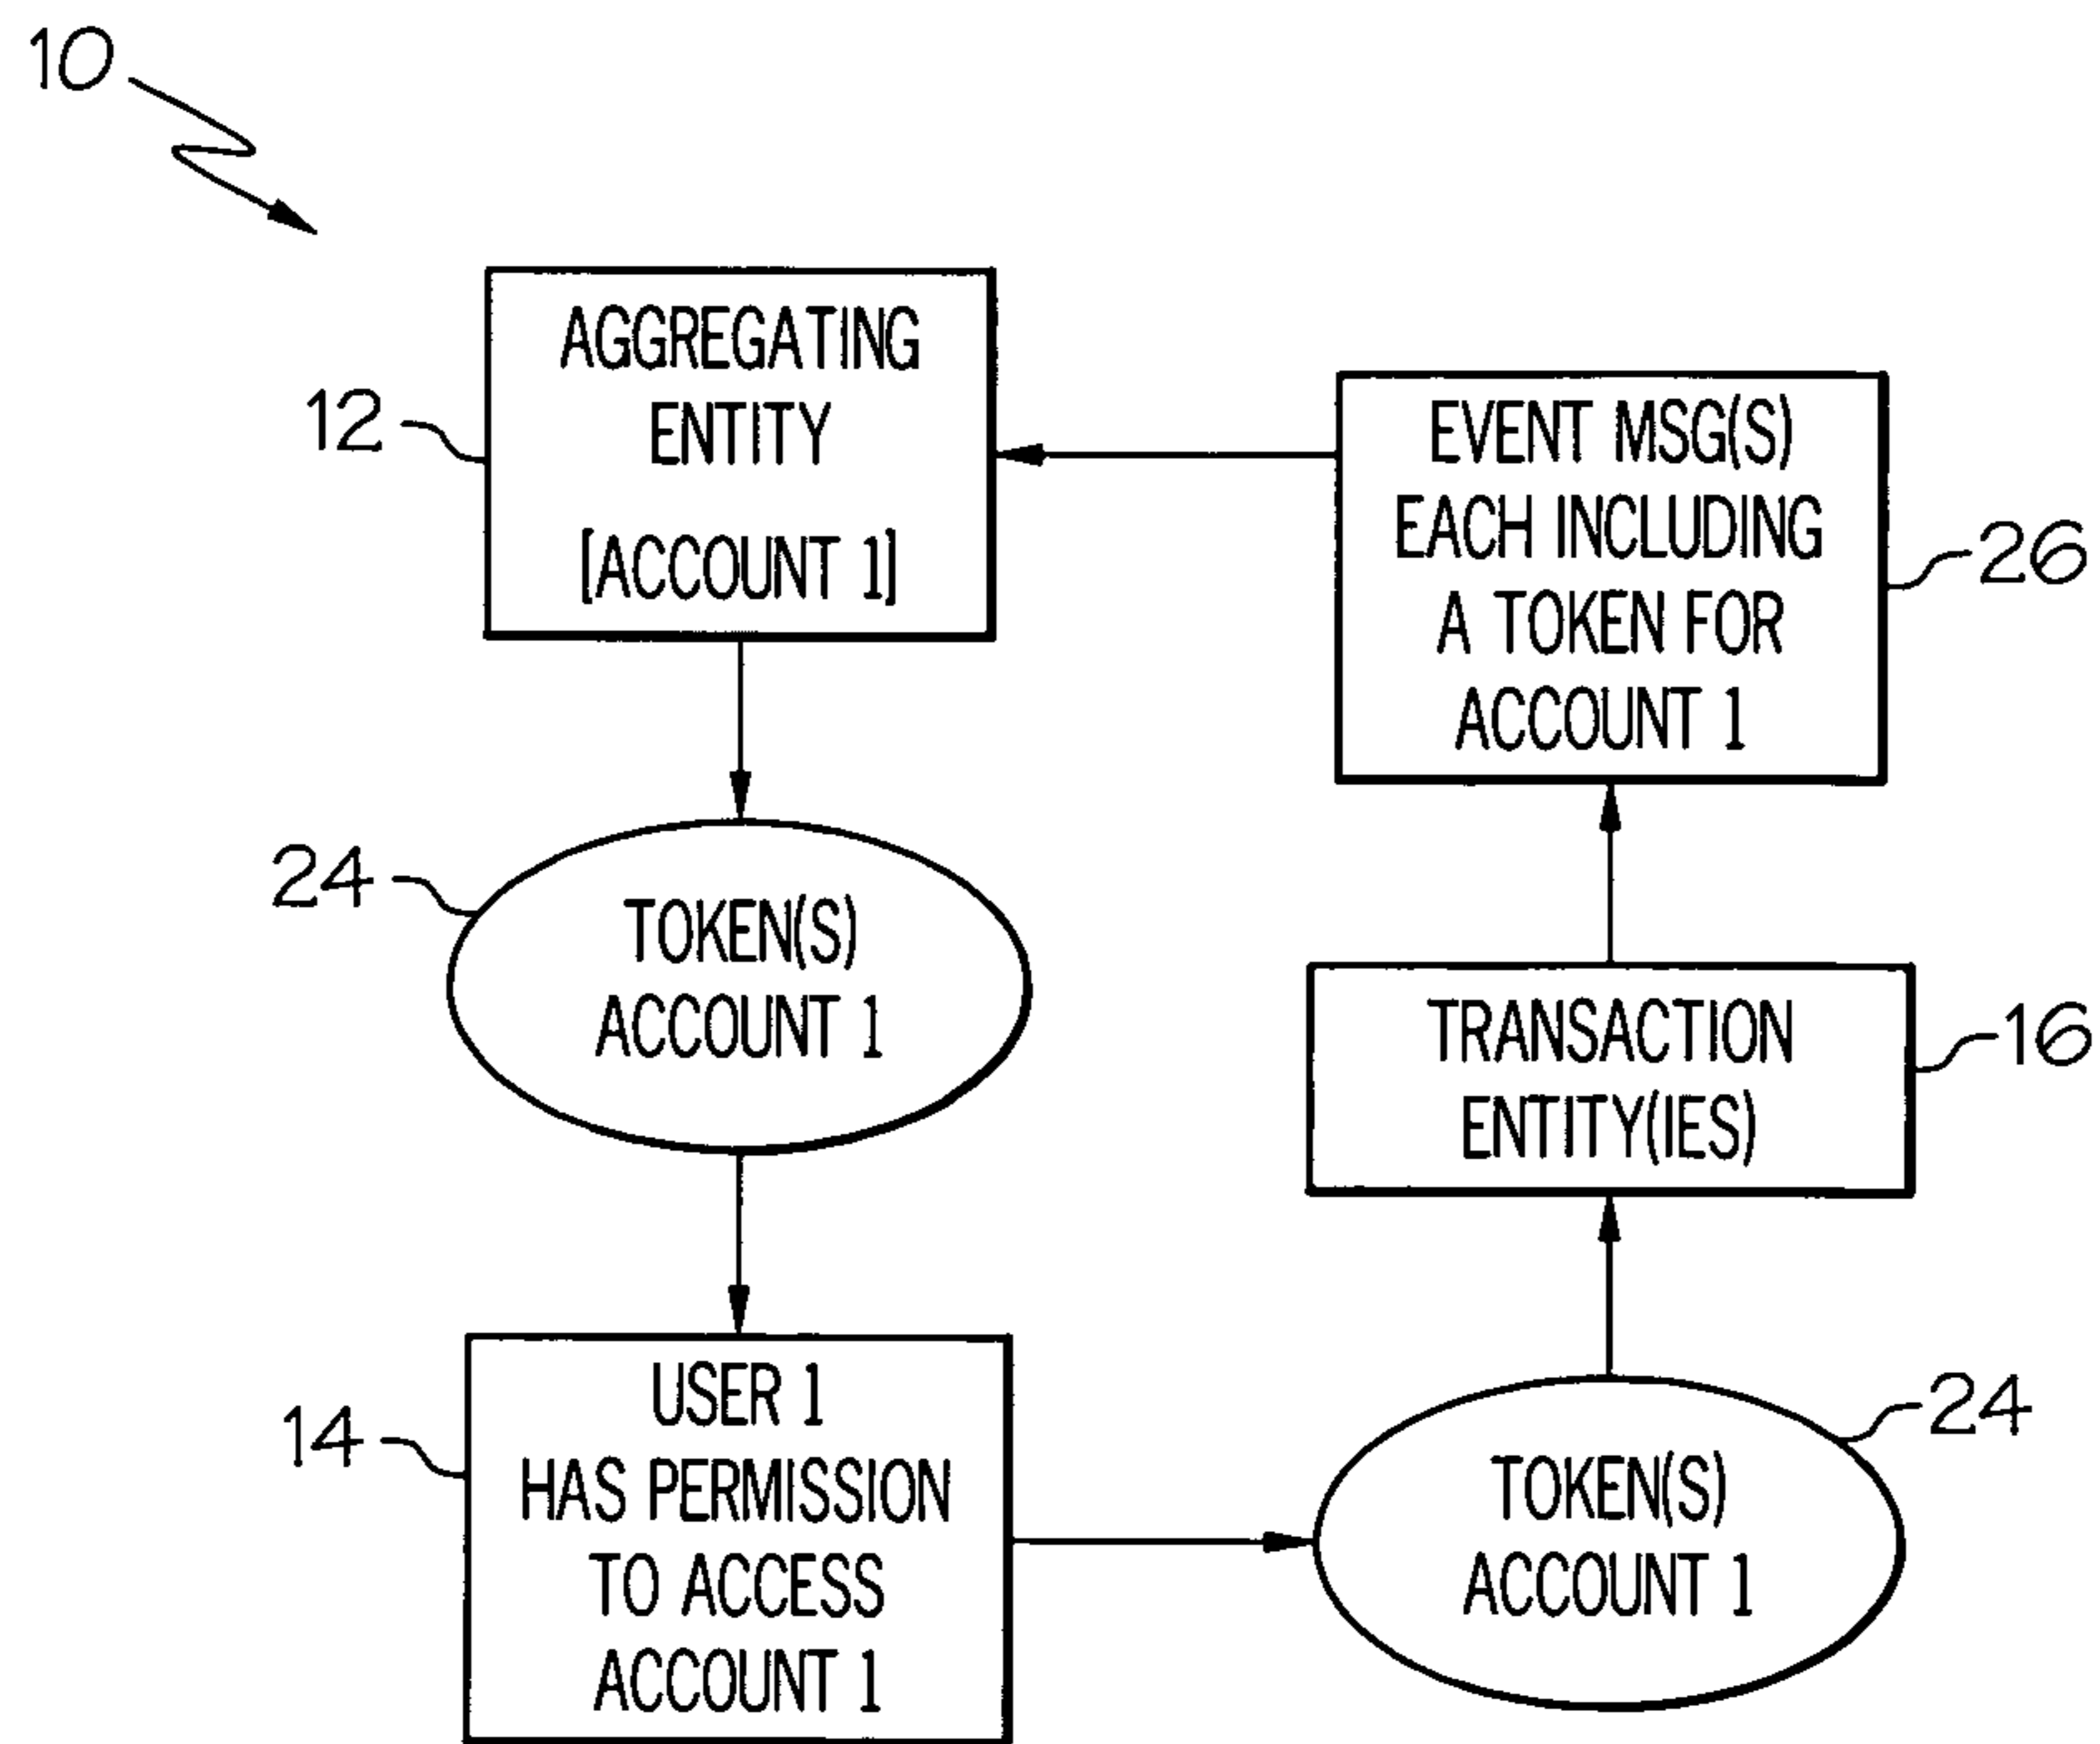 10
12
AGGREGATING
ENTITY
[ACCOUNT 1]
EVENT MSG(S)
EACH INCLUDING
A TOKEN FOR
ACCOUNT 1
26
24
TOKEN(S)
ACCOUNT 1
TRANSACTION
ENTITY(IES)
16
14
USER 1
HAS PERMISSION
TO ACCESS
ACCOUNT 1
TOKEN(S)
ACCOUNT 1
24